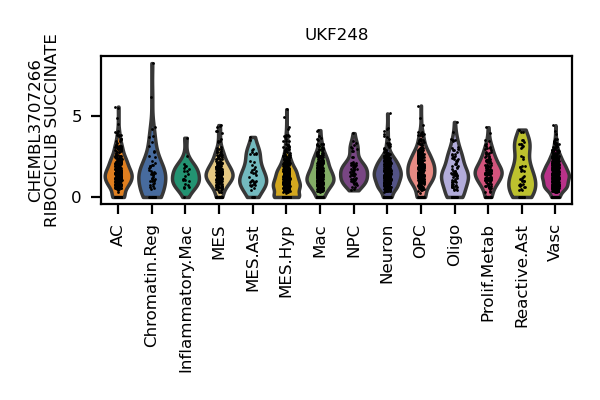 UKF248
CHEMBL3707266
RIBOCICLIB SUCCINATE
5
0
AC
Chromatin.Reg
Inflammatory.Mac
MES
MES.Ast
MES.Hyp
Mac
NPC
Neuron
OPC
Oligo
Prolif.Metab
Reactive.Ast
Vasc